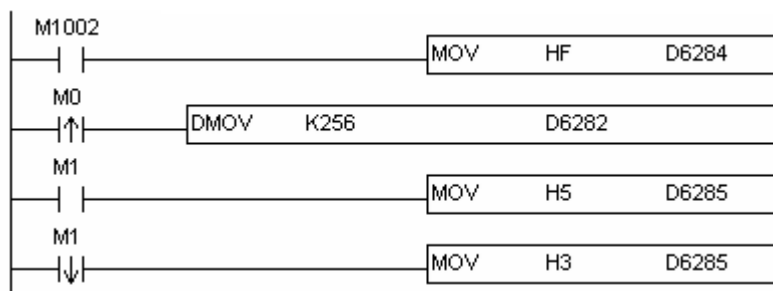 M1002
MOV HF D6284
M0
DMOV K256 D6282
M1
MOV H5 D6285
M1
MOV H3 D6285